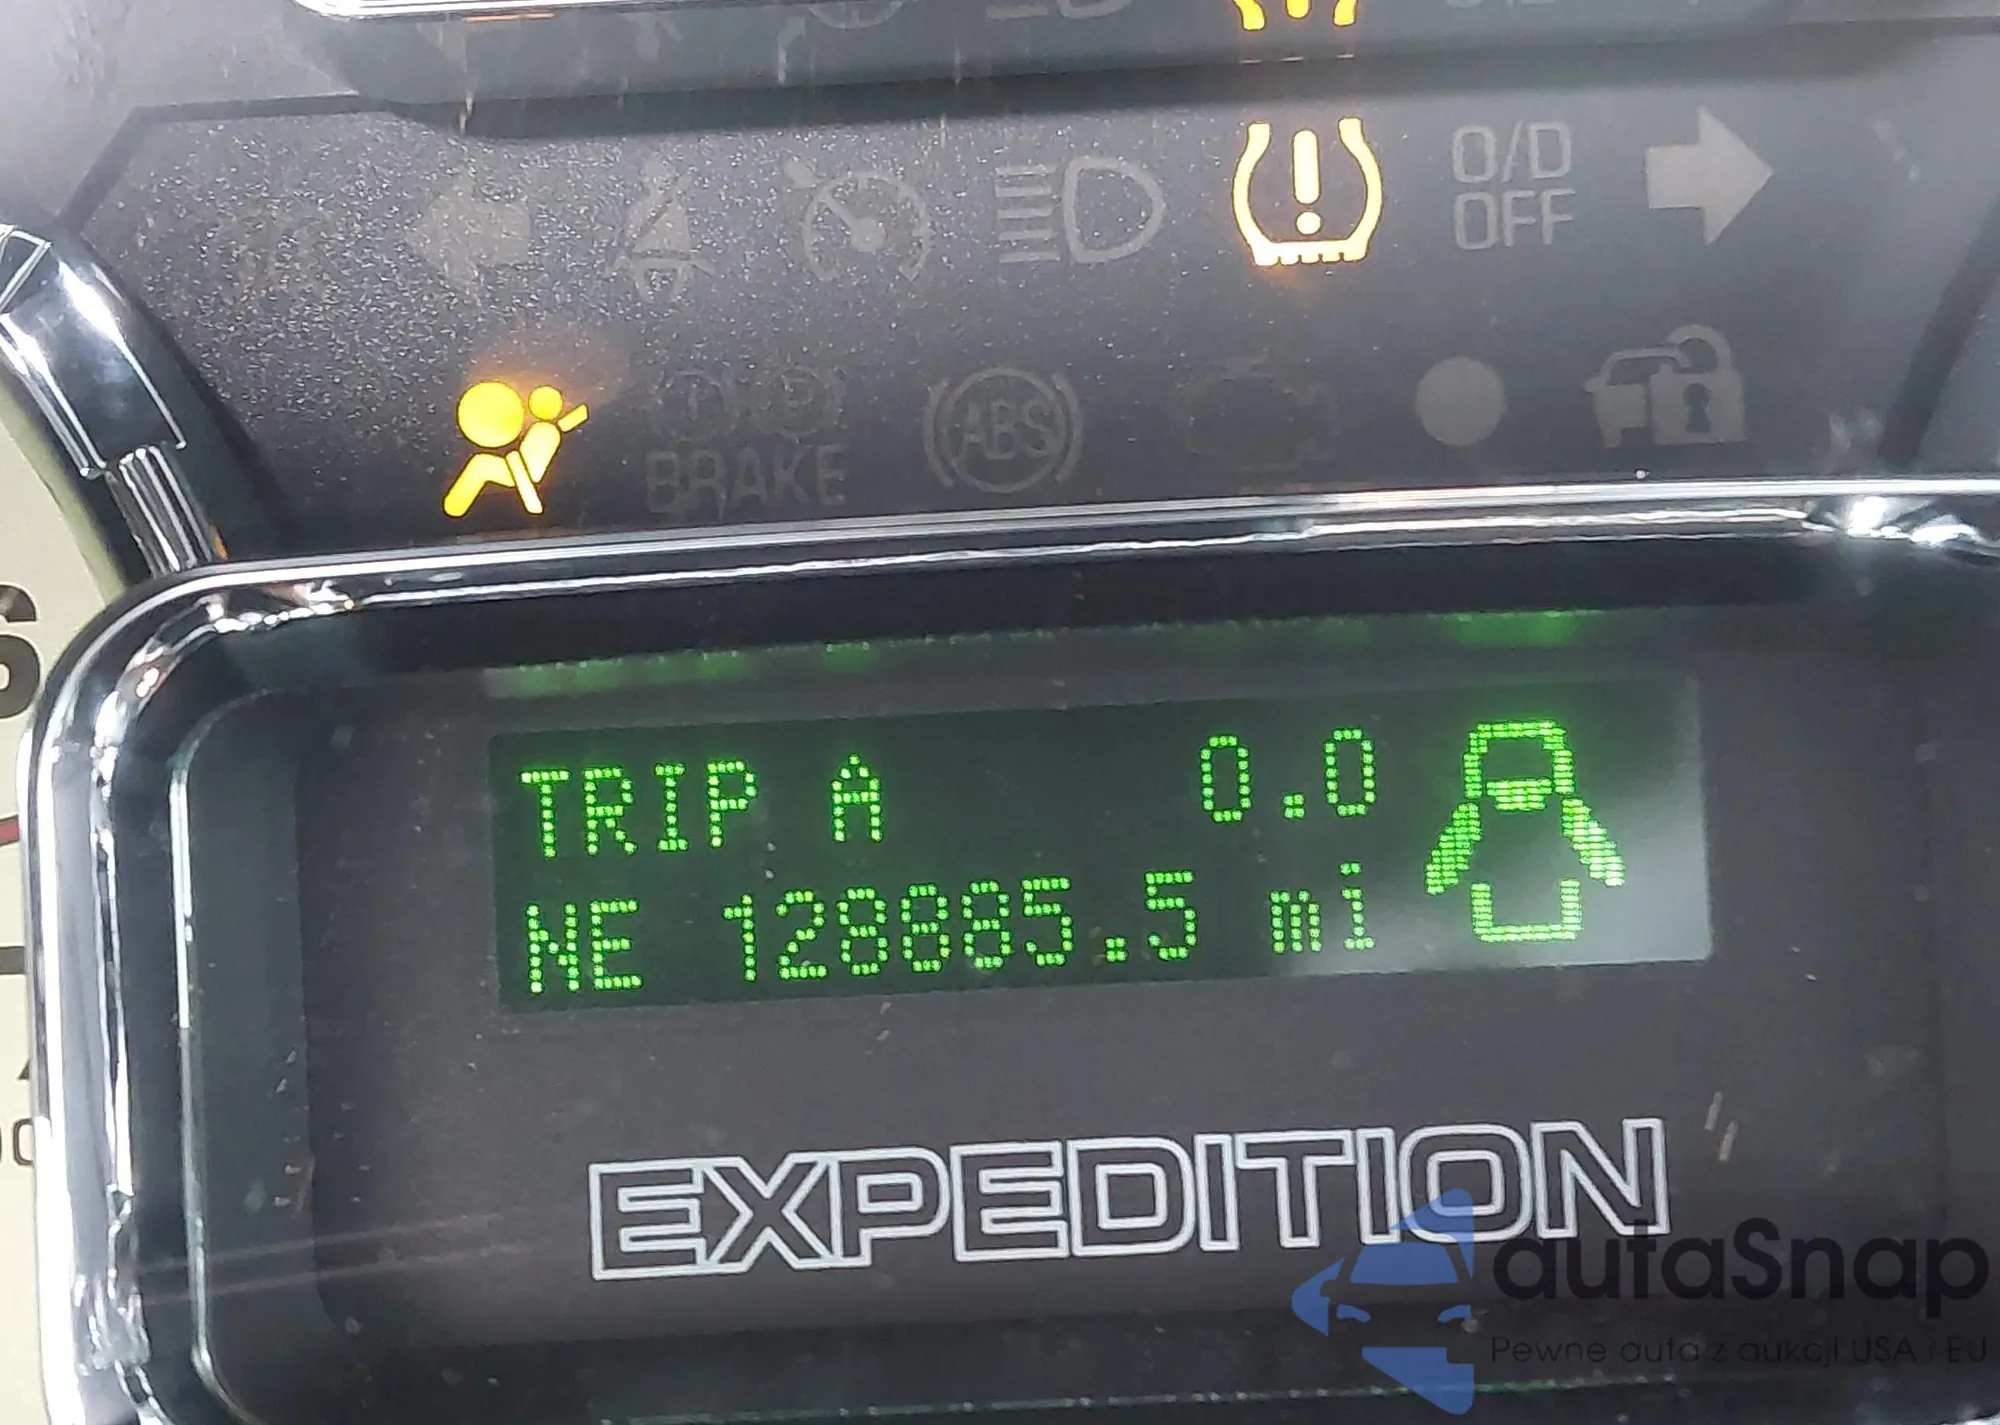 O/D
OFF
BRAKE
ABS
TRIP A 0.0
NE 128885.5 mi
EXPEDITION
autaSnap
Pewne auta z aukcji USA i EU